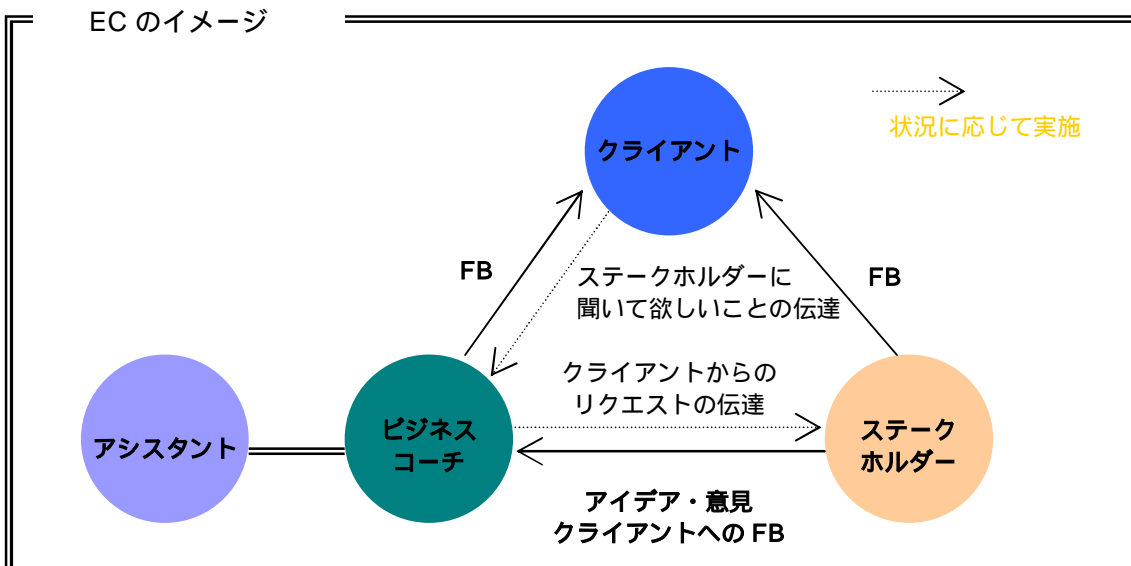 EC のイメージ
クライアント
状況に応じて実施
FB
ステークホルダーに
聞いて欲しいことの伝達
FB
クライアントからの
リクエストの伝達
アシスタント
ビジネス
コーチ
ステーク
ホルダー
アイデア・意見
クライアントへの FB